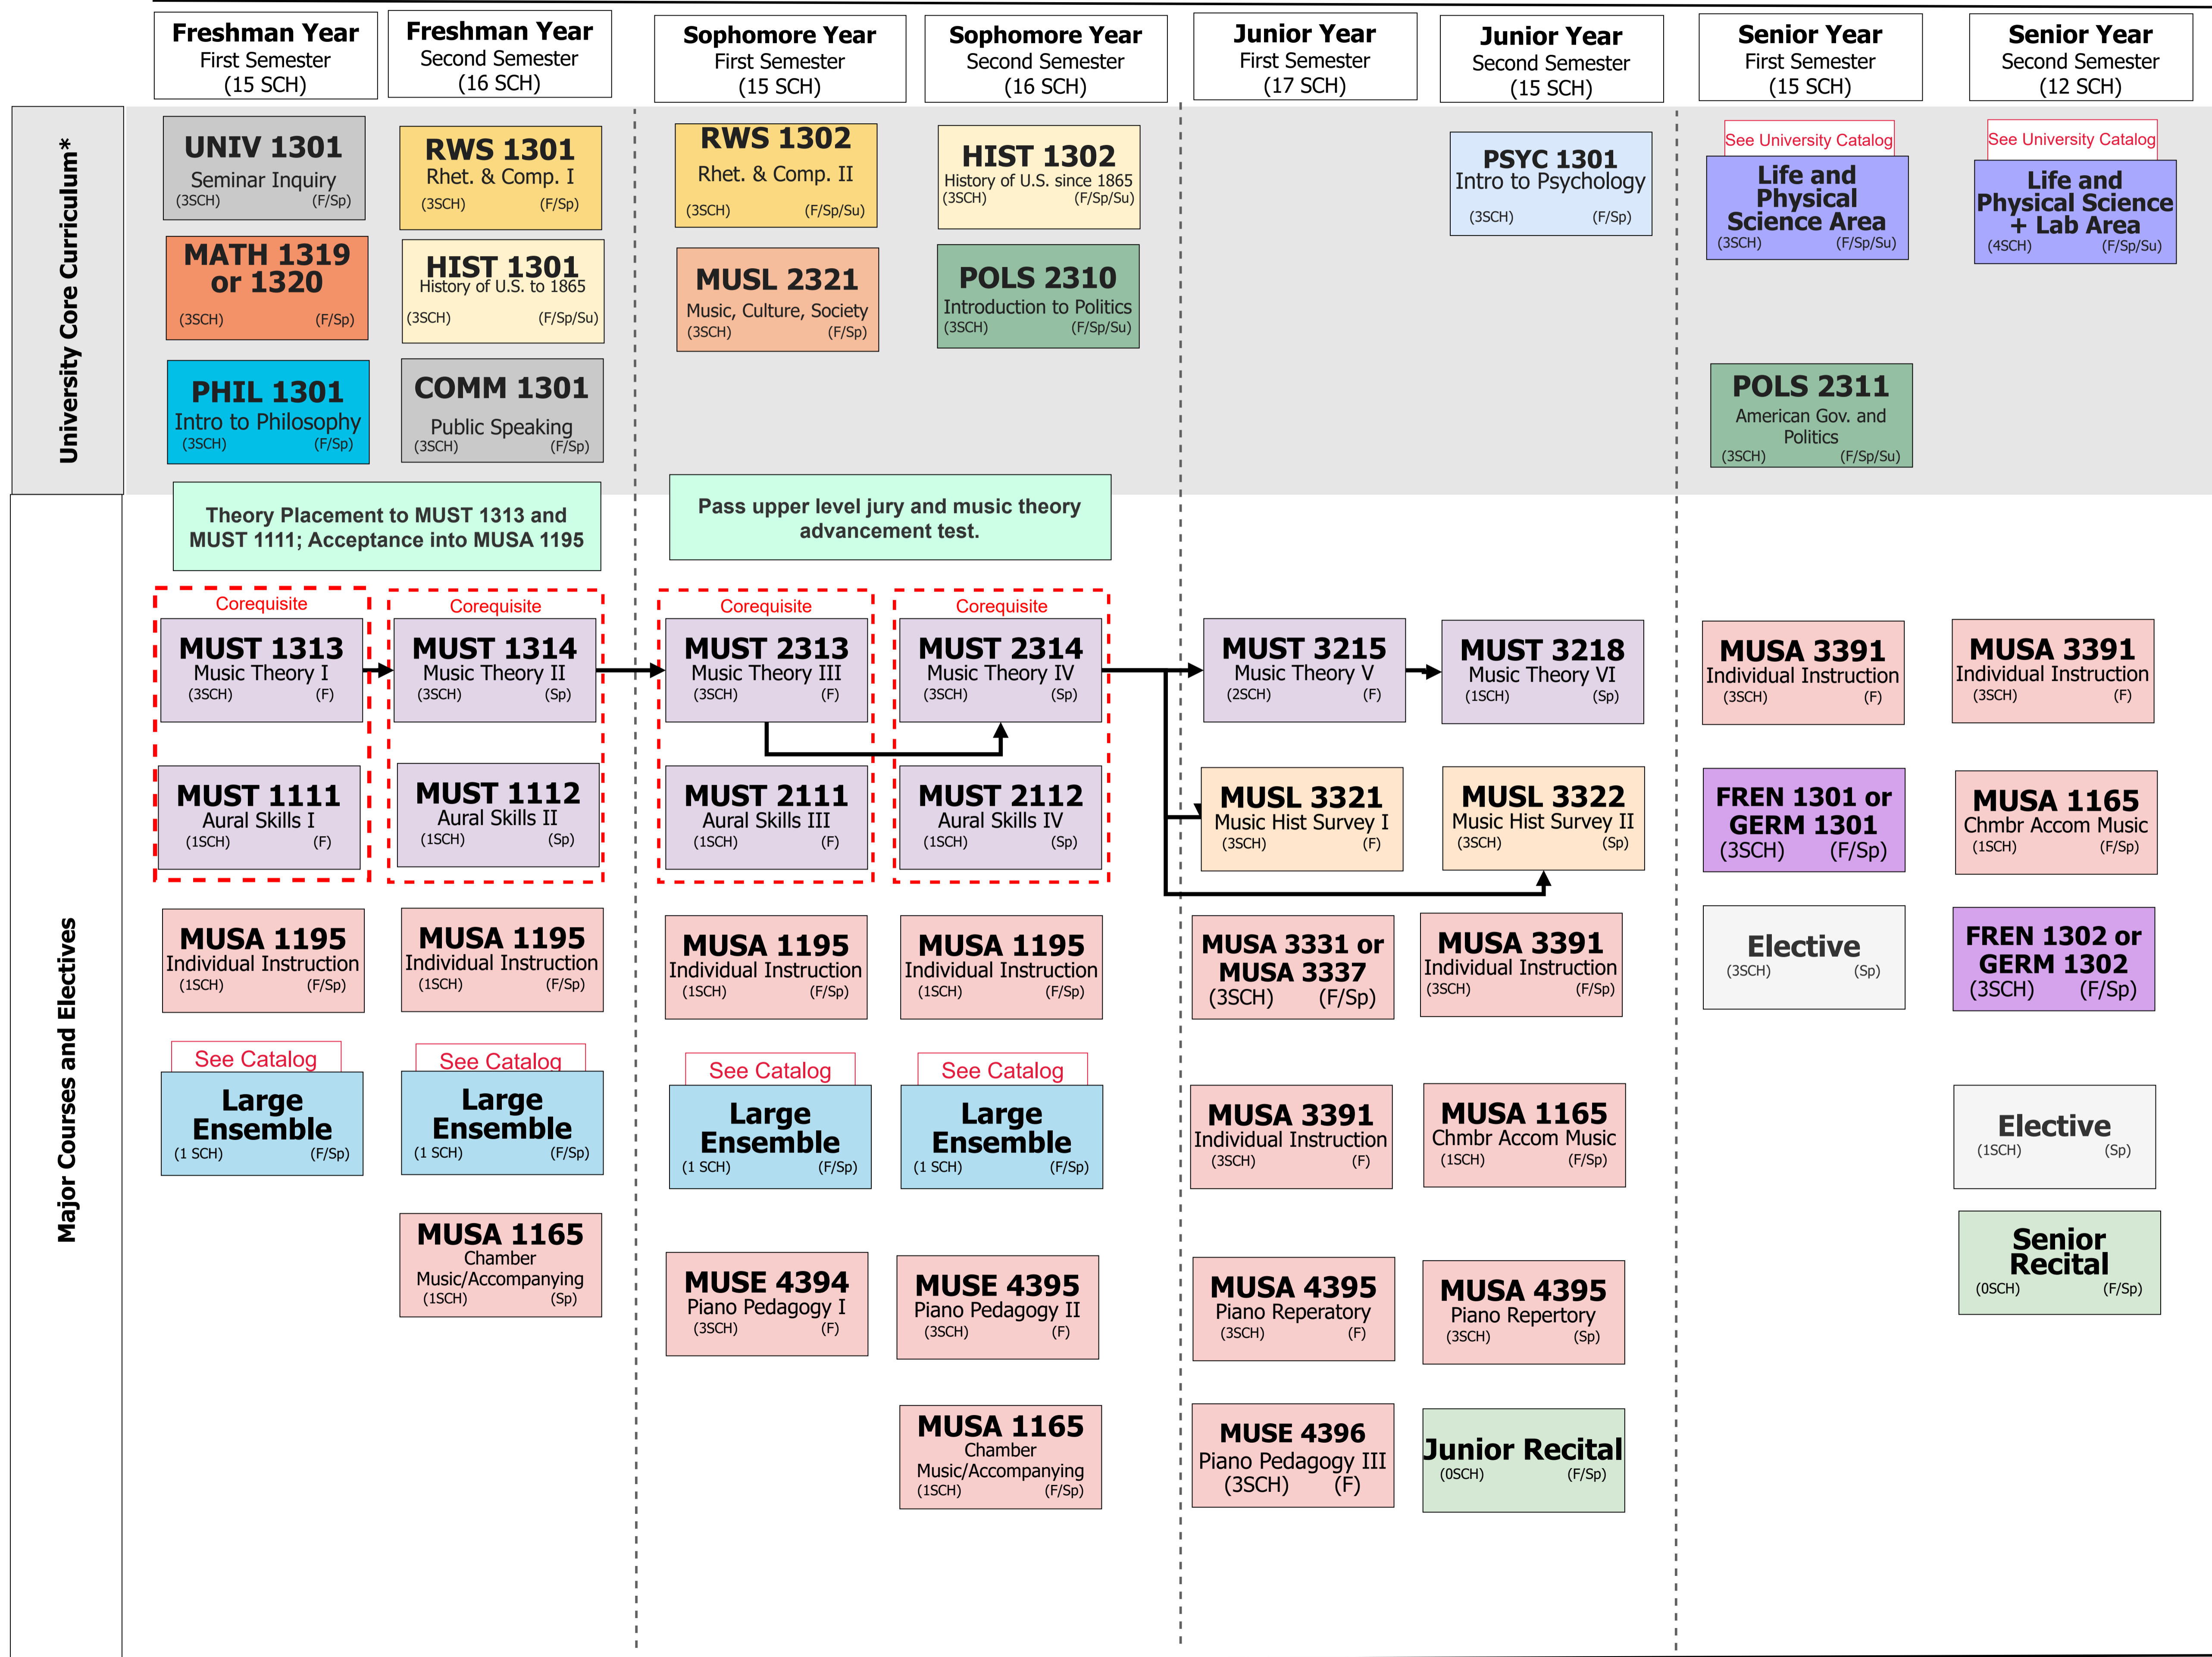 Freshman Year
First Semester
(15 SCH)
Freshman Year
Second Semester
(16 SCH)
Sophomore Year
First Semester
(15 SCH)
Sophomore Year
Second Semester
(16 SCH)
Junior Year
First Semester
(17 SCH)
Junior Year
Second Semester
(15 SCH)
Senior Year
First Semester
(15 SCH)
Senior Year
Second Semester
(12 SCH)
University Core Curriculum*
UNIV 1301
Seminar Inquiry
(3SCH) (F/Sp)
RWS 1301
Rhet. & Comp. I
(3SCH) (F/Sp)
RWS 1302
Rhet. & Comp. II
(3SCH) (F/Sp/Su)
HIST 1302
History of U.S. since 1865
(3SCH) (F/Sp/Su)
PSYC 1301
Intro to Psychology
(3SCH) (F/Sp)
See University Catalog
Life and
Physical
Science Area
(3SCH) (F/Sp/Su)
See University Catalog
Life and
Physical Science
+ Lab Area
(4SCH) (F/Sp/Su)
MATH 1319
or 1320
(3SCH) (F/Sp)
HIST 1301
History of U.S. to 1865
(3SCH) (F/Sp/Su)
MUSL 2321
Music, Culture, Society
(3SCH) (F/Sp)
POLS 2310
Introduction to Politics
(3SCH) (F/Sp/Su)
PHIL 1301
Intro to Philosophy
(3SCH) (F/Sp)
COMM 1301
Public Speaking
(3SCH) (F/Sp)
POLS 2311
American Gov. and
Politics
(3SCH) (F/Sp/Su)
Major Courses and Electives
Theory Placement to MUST 1313 and
MUST 1111; Acceptance into MUSA 1195
Pass upper level jury and music theory
advancement test.
Corequisite
MUST 1313
Music Theory I
(3SCH) (F)
Corequisite
MUST 1314
Music Theory II
(3SCH) (Sp)
Corequisite
MUST 2313
Music Theory III
(3SCH) (F)
Corequisite
MUST 2314
Music Theory IV
(3SCH) (Sp)
MUST 3215
Music Theory V
(2SCH) (F)
MUST 3218
Music Theory VI
(1SCH) (Sp)
MUSA 3391
Individual Instruction
(3SCH) (F)
MUSA 3391
Individual Instruction
(3SCH) (F)
MUST 1111
Aural Skills I
(1SCH) (F)
MUST 1112
Aural Skills II
(1SCH) (Sp)
MUST 2111
Aural Skills III
(1SCH) (F)
MUST 2112
Aural Skills IV
(1SCH) (Sp)
MUSL 3321
Music Hist Survey I
(3SCH) (F)
MUSL 3322
Music Hist Survey II
(3SCH) (Sp)
FREN 1301 or
GERM 1301
(3SCH) (F/Sp)
MUSA 1165
Chmbr Accom Music
(1SCH) (F/Sp)
MUSA 1195
Individual Instruction
(1SCH) (F/Sp)
MUSA 1195
Individual Instruction
(1SCH) (F/Sp)
MUSA 1195
Individual Instruction
(1SCH) (F/Sp)
MUSA 1195
Individual Instruction
(1SCH) (F/Sp)
MUSA 3331 or
MUSA 3337
(3SCH) (F/Sp)
MUSA 3391
Individual Instruction
(3SCH) (F/Sp)
Elective
(3SCH) (Sp)
FREN 1302 or
GERM 1302
(3SCH) (F/Sp)
See Catalog
Large
Ensemble
(1 SCH) (F/Sp)
See Catalog
Large
Ensemble
(1 SCH) (F/Sp)
See Catalog
Large
Ensemble
(1 SCH) (F/Sp)
See Catalog
Large
Ensemble
(1 SCH) (F/Sp)
MUSA 3391
Individual Instruction
(3SCH) (F)
MUSA 1165
Chmbr Accom Music
(1SCH) (F/Sp)
Elective
(1SCH) (Sp)
MUSA 1165
Chamber
Music/Accompanying
(1SCH) (Sp)
MUSE 4394
Piano Pedagogy I
(3SCH) (F)
MUSE 4395
Piano Pedagogy II
(3SCH) (F)
MUSA 4395
Piano Reperatory
(3SCH) (F)
MUSA 4395
Piano Repertory
(3SCH) (Sp)
Senior
Recital
(0SCH) (F/Sp)
MUSA 1165
Chamber
Music/Accompanying
(1SCH) (F/Sp)
MUSE 4396
Piano Pedagogy III
(3SCH) (F)
Junior Recital
(0SCH) (F/Sp)